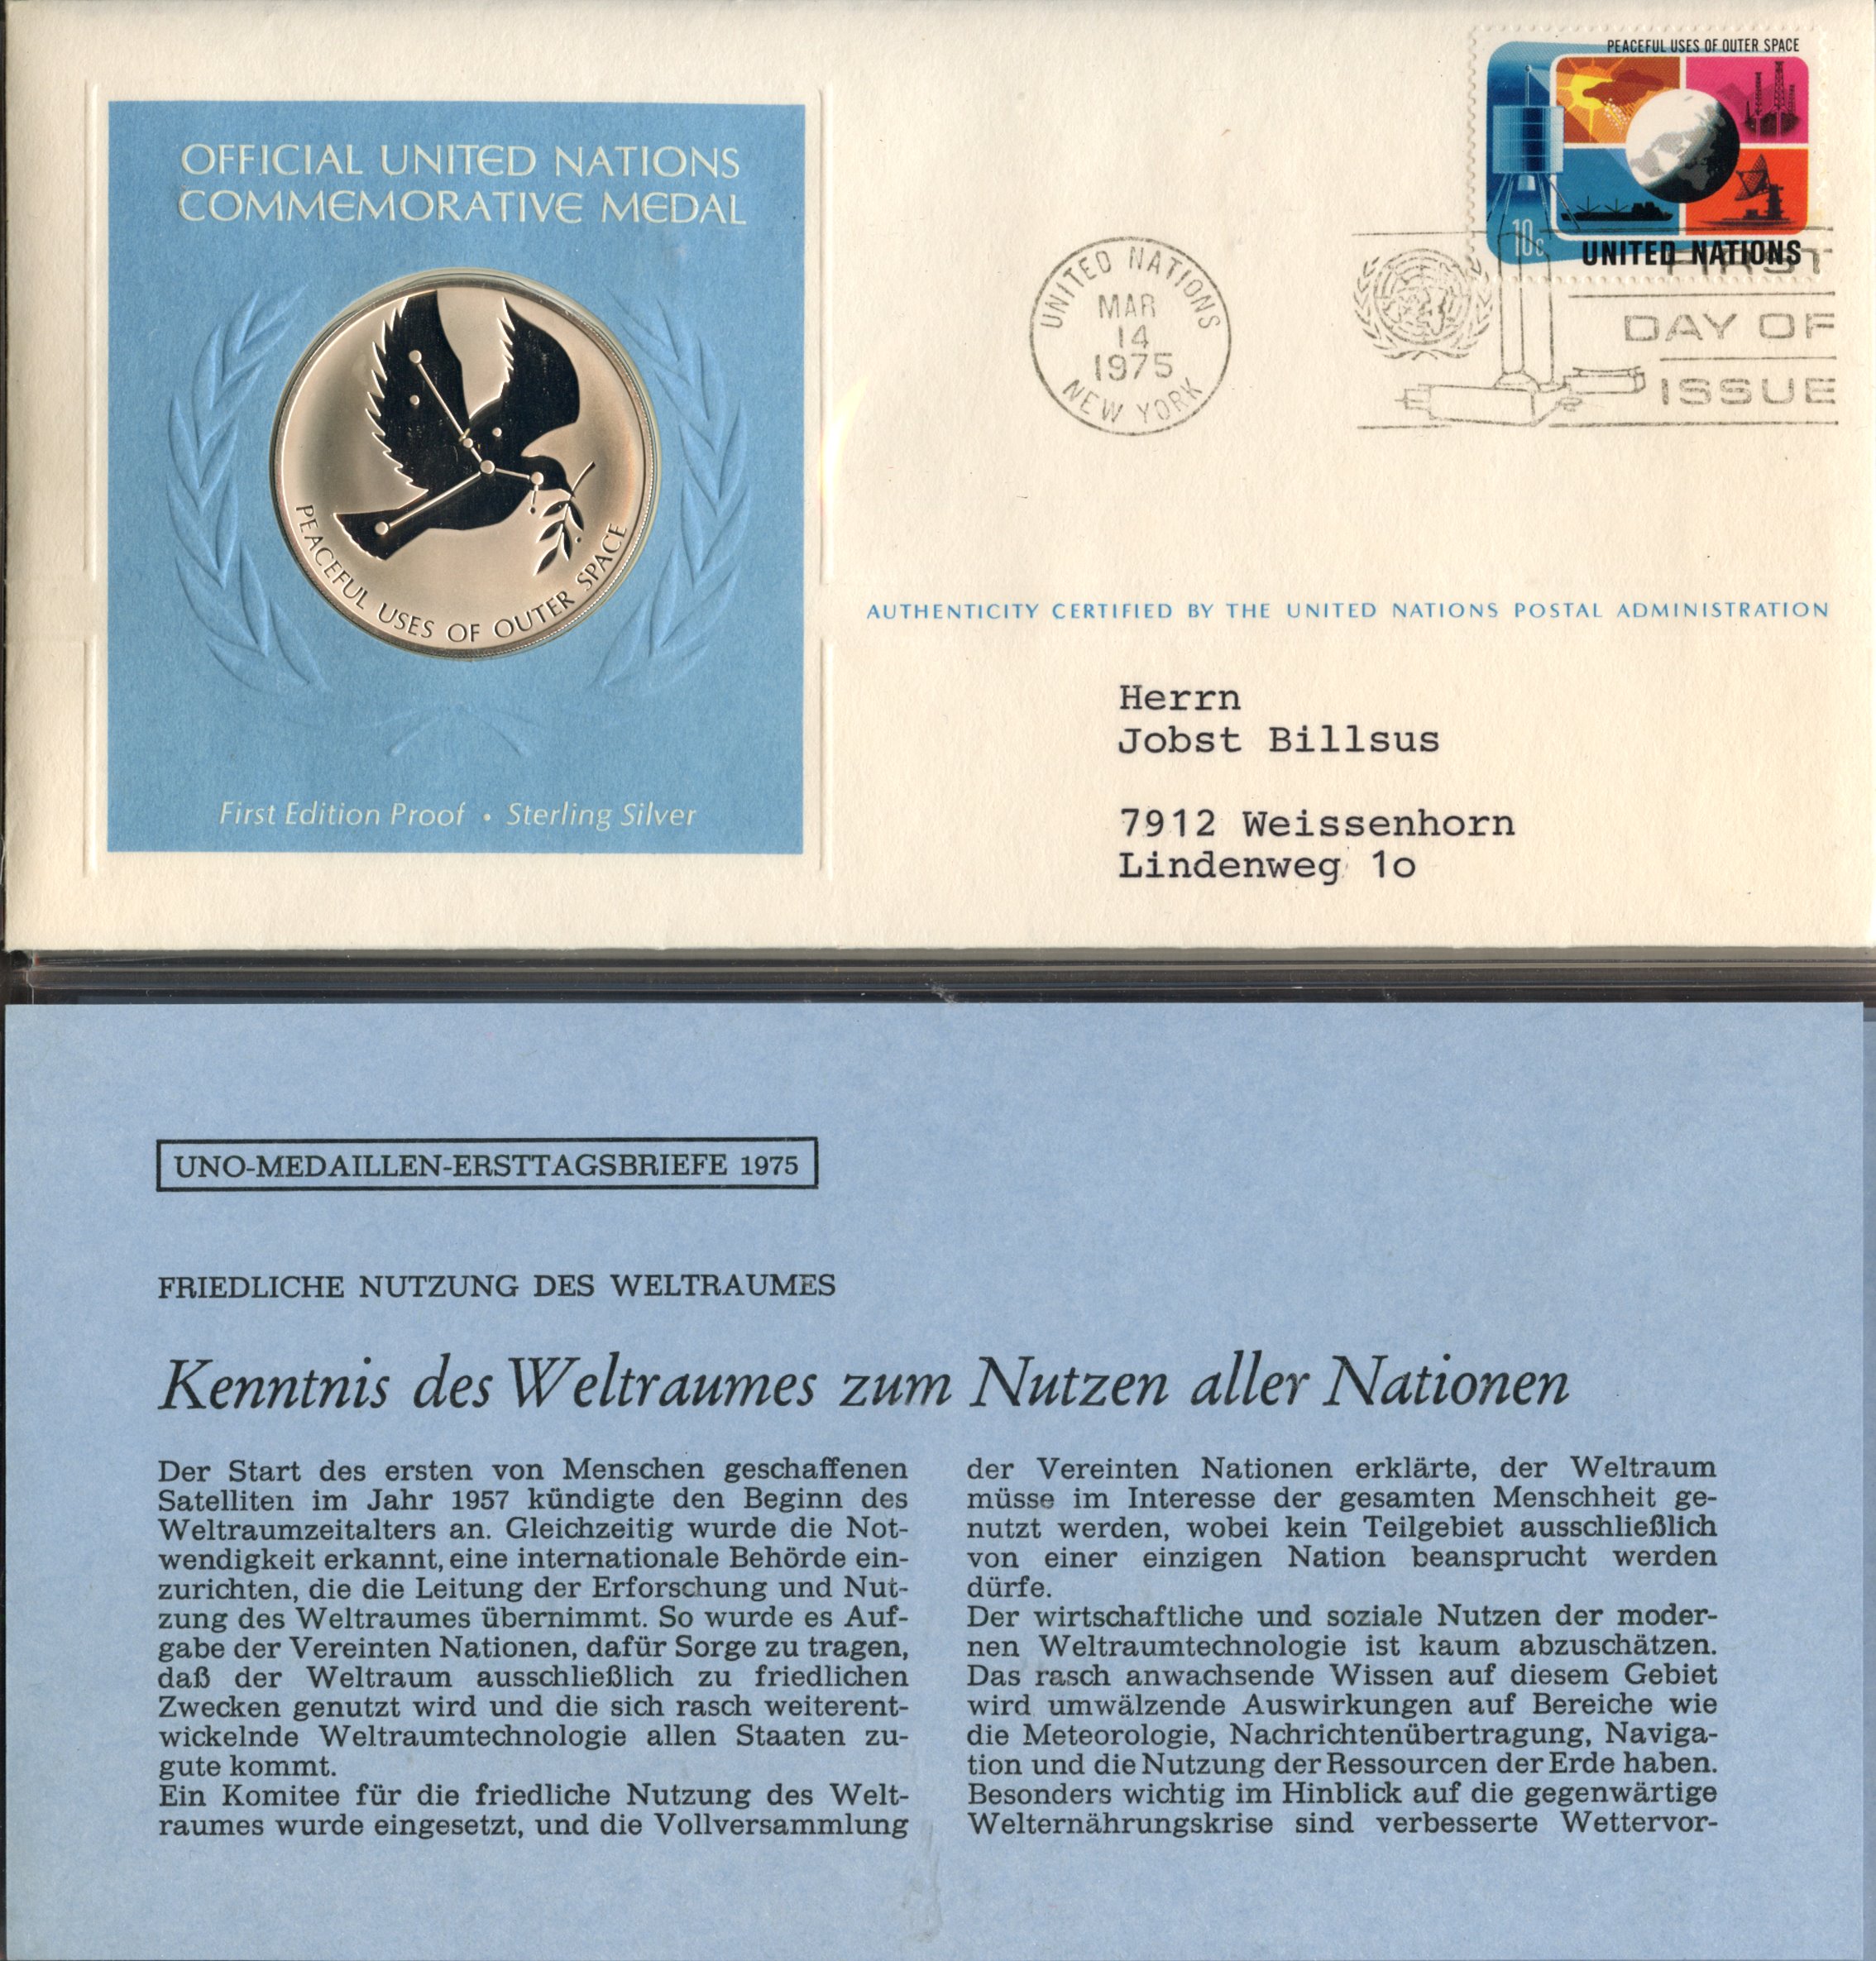 OFFICIAL UNITED NATIONS
COMMEMORATIVE MEDAL
PEACEFUL USES OF OUTER SPACE
First Edition Proof • Sterling Silver
PEACEFUL USES OF OUTER SPACE
10c
UNITED NATIONS
UNITED NATIONS
MAR
14
1975
NEW YORK
FIRST
DAY OF
ISSUE
AUTHENTICITY CERTIFIED BY THE UNITED NATIONS POSTAL ADMINISTRATION
Herrn
Jobst Billsus
7912 Weissenhorn
Lindenweg 1o
UNO-MEDAILLEN-ERSTTAGSBRIEFE 1975
FRIEDLICHE NUTZUNG DES WELTRAUMES
Kenntnis des Weltraumes zum Nutzen aller Nationen
Der Start des ersten von Menschen geschaffenen
Satelliten im Jahr 1957 kündigte den Beginn des
Weltraumzeitalters an. Gleichzeitig wurde die Not-
wendigkeit erkannt, eine internationale Behörde ein-
zurichten, die die Leitung der Erforschung und Nut-
zung des Weltraumes übernimmt. So wurde es Auf-
gabe der Vereinten Nationen, dafür Sorge zu tragen,
daß der Weltraum ausschließlich zu friedlichen
Zwecken genutzt wird und die sich rasch weiterent-
wickelnde Weltraumtechnologie allen Staaten zu-
gute kommt.
Ein Komitee für die friedliche Nutzung des Welt-
raumes wurde eingesetzt, und die Vollversammlung
der Vereinten Nationen erklärte, der Weltraum
müsse im Interesse der gesamten Menschheit ge-
nutzt werden, wobei kein Teilgebiet ausschließlich
von einer einzigen Nation beansprucht werden
dürfe.
Der wirtschaftliche und soziale Nutzen der moder-
nen Weltraumtechnologie ist kaum abzuschätzen.
Das rasch anwachsende Wissen auf diesem Gebiet
wird umwälzende Auswirkungen auf Bereiche wie
die Meteorologie, Nachrichtenübertragung, Naviga-
tion und die Nutzung der Ressourcen der Erde haben.
Besonders wichtig im Hinblick auf die gegenwärtige
Welternährungskrise sind verbesserte Wettervor-